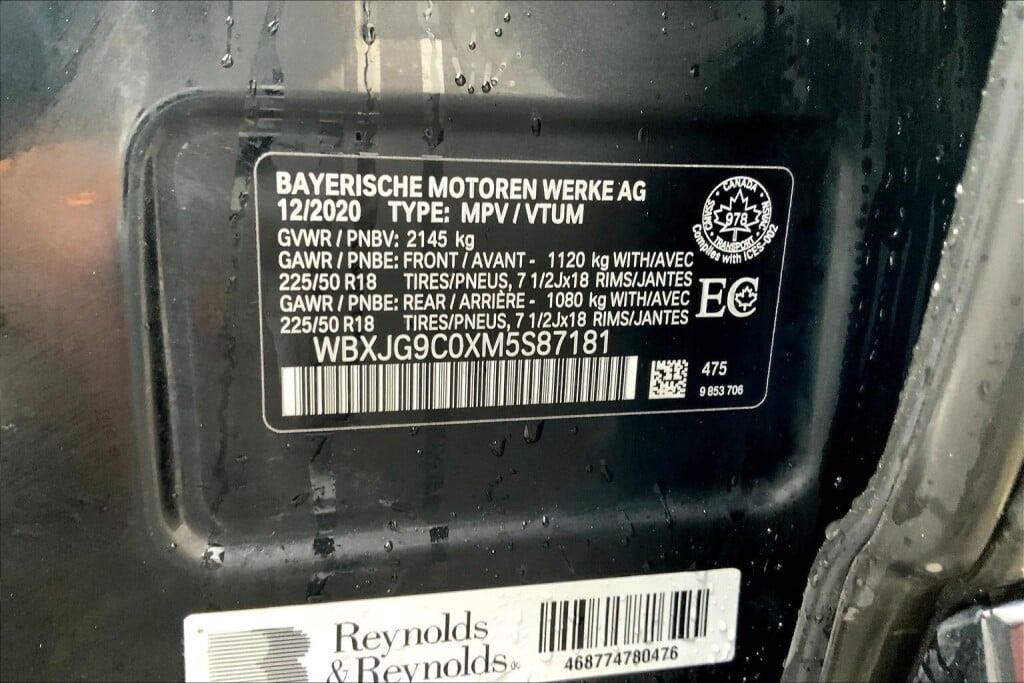 BAYERISCHE MOTOREN WERKE AG
12/2020 TYPE: MPV / VTUM
GVWR / PNBV: 2145 kg
GAWR / PNBE: FRONT / AVANT - 1120 kg WITH/AVEC
225/50 R18 TIRES/PNEUS, 7 1/2Jx18 RIMS/JANTES
GAWR / PNBE: REAR / ARRIÈRE - 1080 kg WITH/AVEC
225/50 R18 TIRES/PNEUS, 7 1/2Jx18 RIMS/JANTES
WBXJG9C0XM5S87181
CANADA
978
TRANSPORT
Complies with ICES-002
EC
475
9 853 706
Reynolds
& Reynolds
468774780476